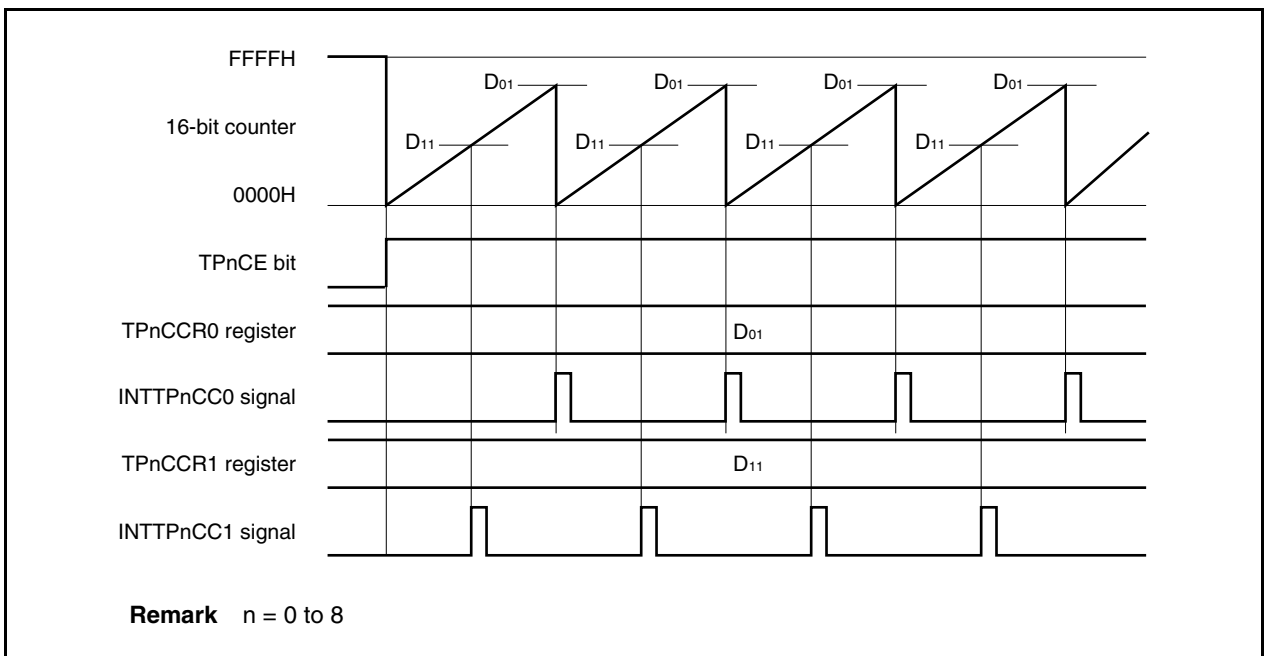 FFFFH
D01 D01 D01 D01
16-bit counter
D11 D11 D11 D11
0000H
TPnCE bit
TPnCCR0 register
D01
INTTPnCC0 signal
TPnCCR1 register
D11
INTTPnCC1 signal
Remark n = 0 to 8